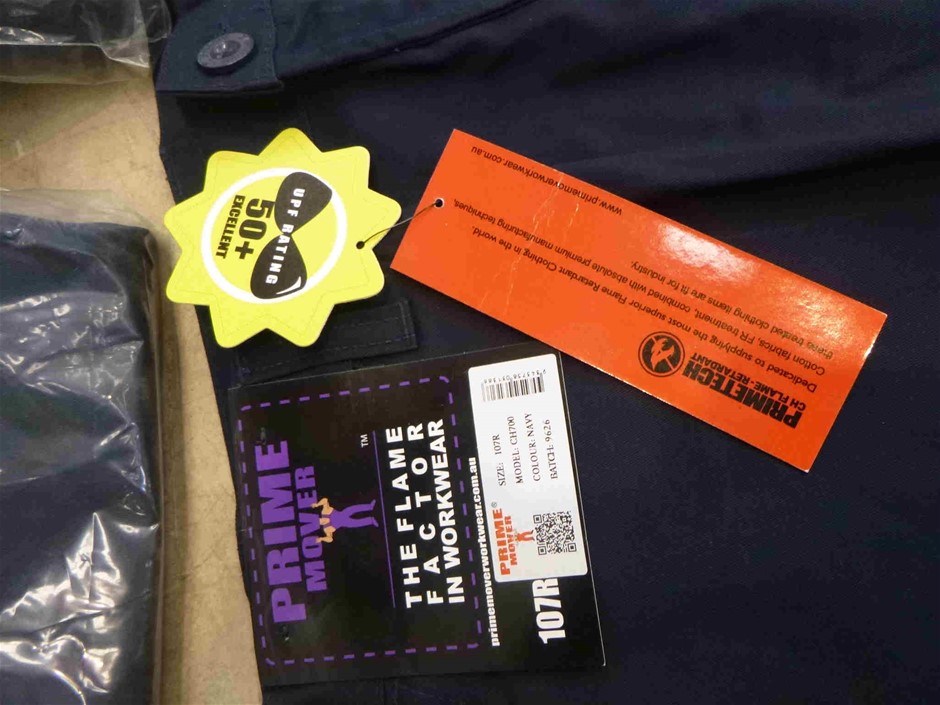 UPF RATING
50+
EXCELLENT
PRIMETECH
CH FLAME-RETARDANT
Dedicated to supplying the most superior Flame Retardant Clothing in the world.
Cotton fabrics, FR treatment, combined with absolute premium manufacturing techniques,
treated clothing items are fit for industry.
www.primemoverworkwear.com.au
PRIME
MOVER
TM
THE FLAME
FACTOR
IN WORKWEAR
primemoverworkwear.com.au
107R
SIZE: 107R
MODEL: CH700
COLOUR: NAVY
BATCH: 9626
PRIME
MOVER®